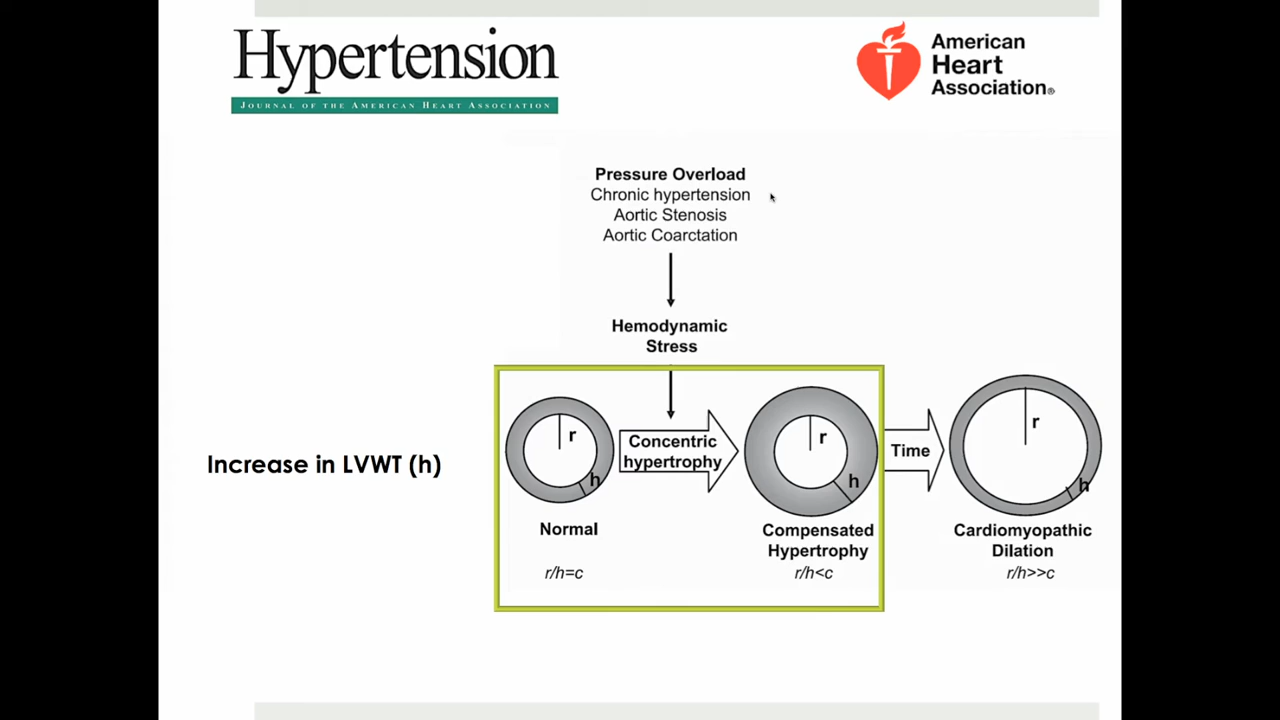 Hypertension
JOURNAL OF THE AMERICAN HEART ASSOCIATION
American
Heart
Association®
Pressure Overload
Chronic hypertension
Aortic Stenosis
Aortic Coarctation
Hemodynamic
Stress
Increase in LVWT (h)
r
h
Normal
r/h=c
Concentric
hypertrophy
r
h
Compensated
Hypertrophy
r/h<c
Time
r
h
Cardiomyopathic
Dilation
r/h>>c